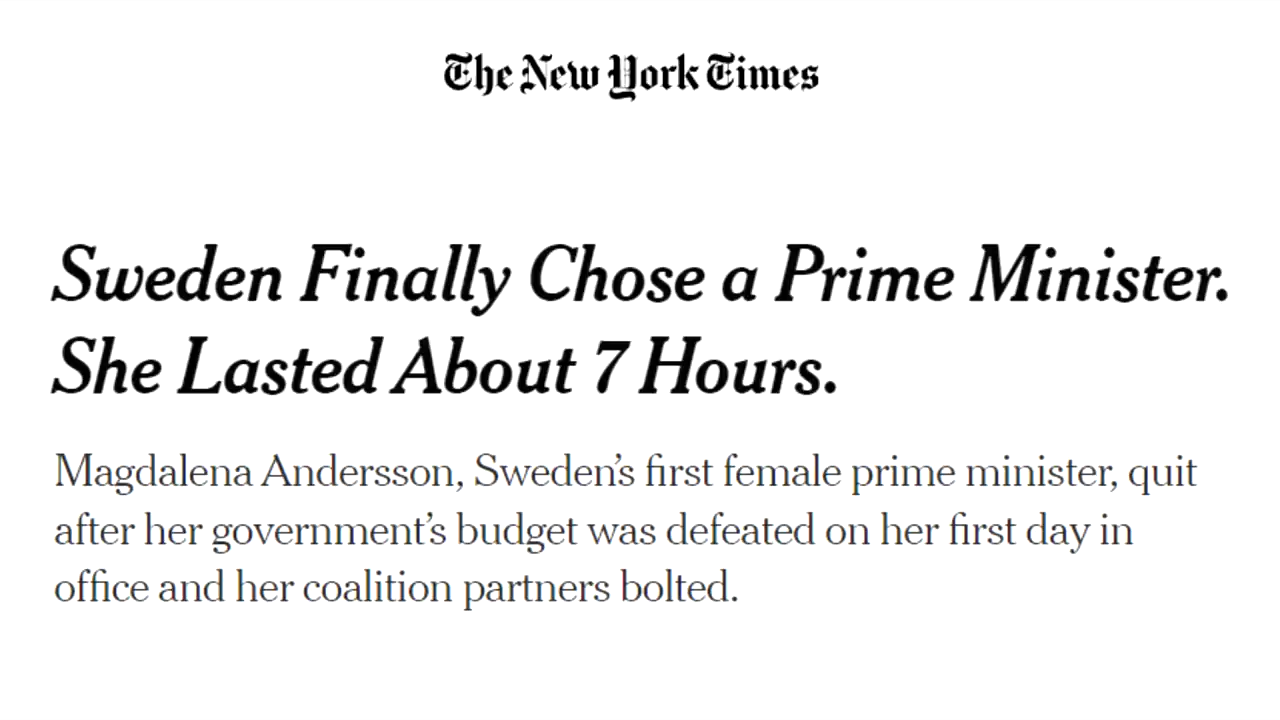 The New York Times
Sweden Finally Chose a Prime Minister.
She Lasted About 7 Hours.
Magdalena Andersson, Sweden’s first female prime minister, quit
after her government’s budget was defeated on her first day in
office and her coalition partners bolted.